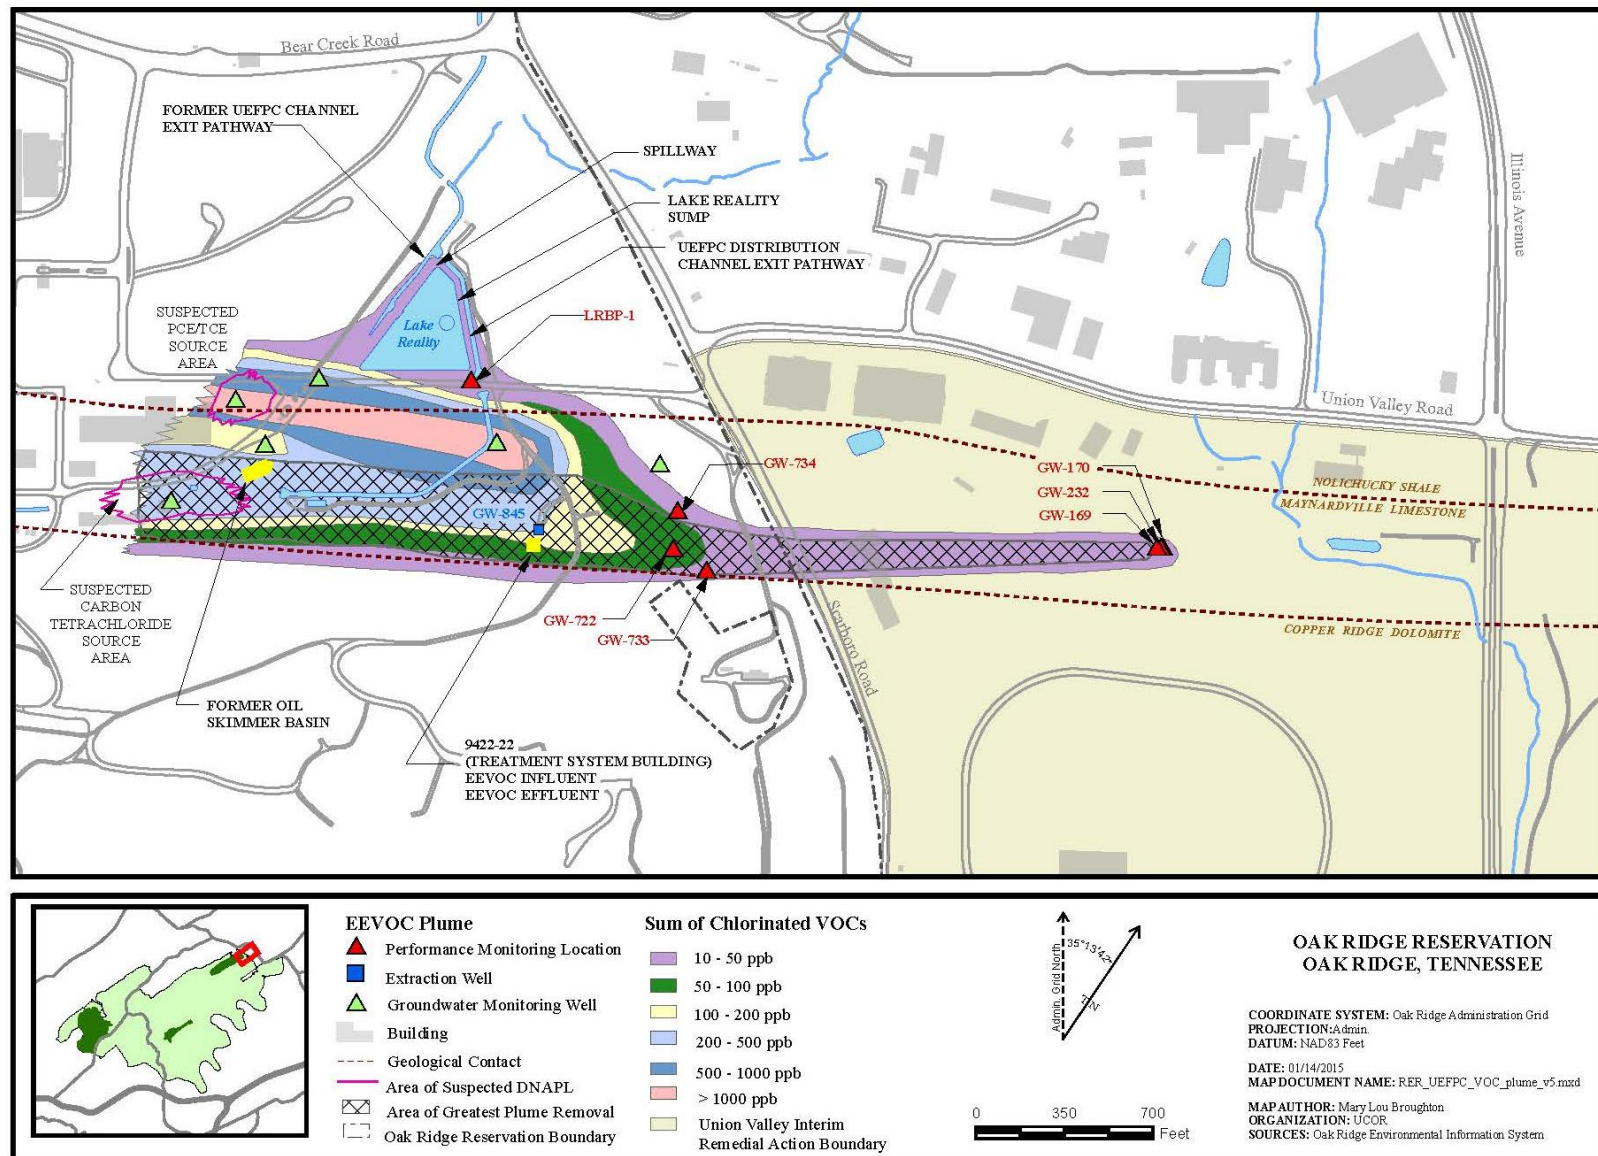 Bear Creek Road
FORMER UEFPC CHANNEL
EXIT PATHWAY
SPILLWAY
LAKE REALITY
SUMP
UEFPC DISTRIBUTION
CHANNEL EXIT PATHWAY
Illinois Avenue
SUSPECTED
PCE/TCE
SOURCE
AREA
Lake
Reality
LRBP-1
Union Valley Road
GW-734
GW-170
GW-232
GW-169
NOLICHUCKY SHALE
MAYNARDVILLE LIMESTONE
GW-845
SUSPECTED
CARBON
TETRACHLORIDE
SOURCE
AREA
GW-722
GW-733
Scarboro Road
COPPER RIDGE DOLOMITE
FORMER OIL
SKIMMER BASIN
9422-22
(TREATMENT SYSTEM BUILDING)
EEVOC INFLUENT
EEVOC EFFLUENT
EEVOC Plume
Performance Monitoring Location
Extraction Well
Groundwater Monitoring Well
Building
Geological Contact
Area of Suspected DNAPL
Area of Greatest Plume Removal
Oak Ridge Reservation Boundary
Sum of Chlorinated VOCs
10 - 50 ppb
50 - 100 ppb
100 - 200 ppb
200 - 500 ppb
500 - 1000 ppb
> 1000 ppb
Union Valley Interim
Remedial Action Boundary
Admin. Grid North
35°13'42"
TN
0 350 700
Feet
OAK RIDGE RESERVATION
OAK RIDGE, TENNESSEE
COORDINATE SYSTEM: Oak Ridge Administration Grid
PROJECTION:Admin.
DATUM: NAD83 Feet
DATE: 01/14/2015
MAP DOCUMENT NAME: RER_UEFPC_VOC_plume_v5.mxd
MAP AUTHOR: Mary Lou Broughton
ORGANIZATION: UCOR
SOURCES: Oak Ridge Environmental Information System